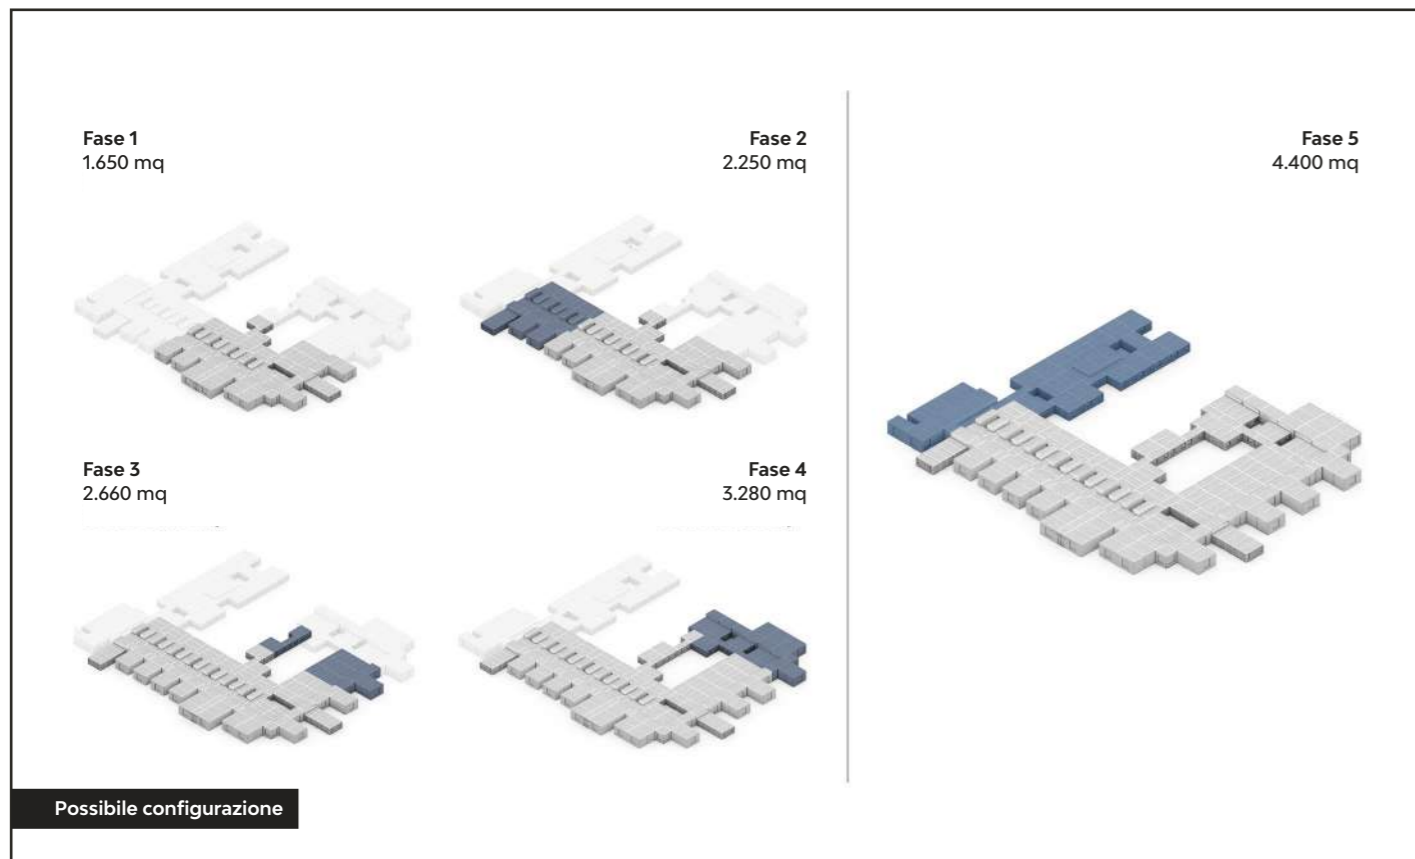 Fase 1
1.650 mq
Fase 2
2.250 mq
Fase 5
4.400 mq
Fase 3
2.660 mq
Fase 4
3.280 mq
Possibile configurazione